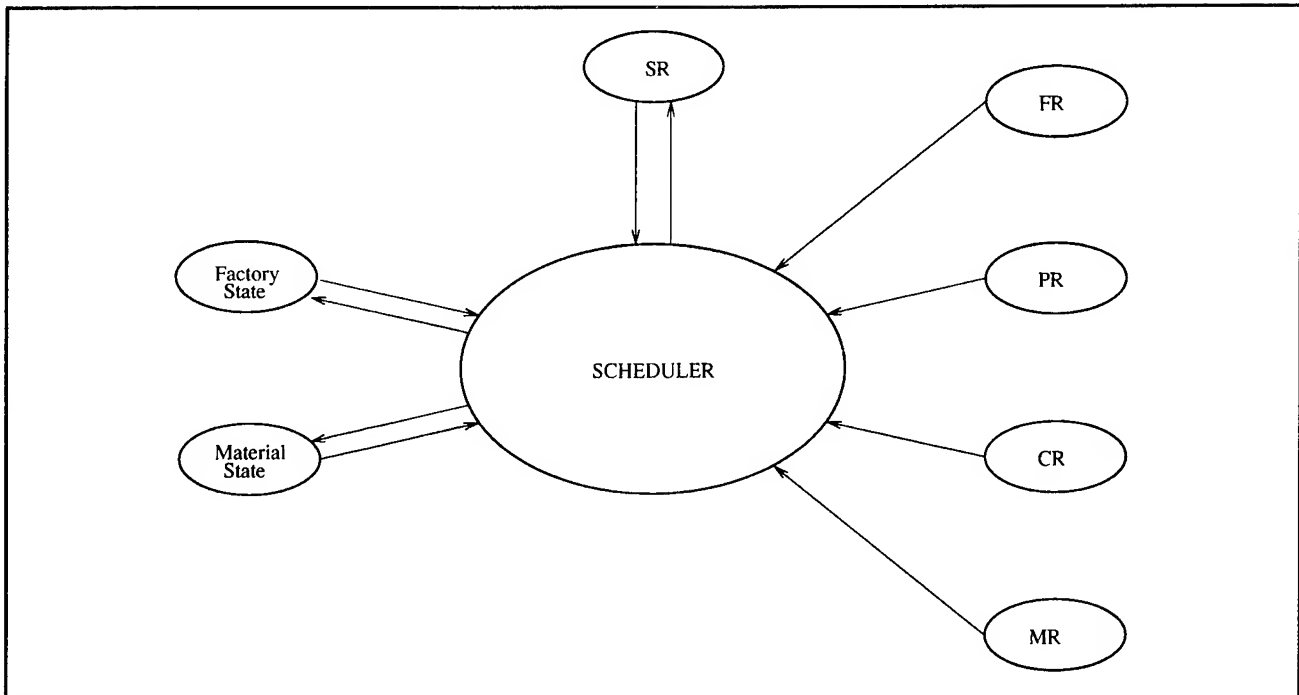 SR
FR
Factory
State
PR
SCHEDULER
Material
State
CR
MR